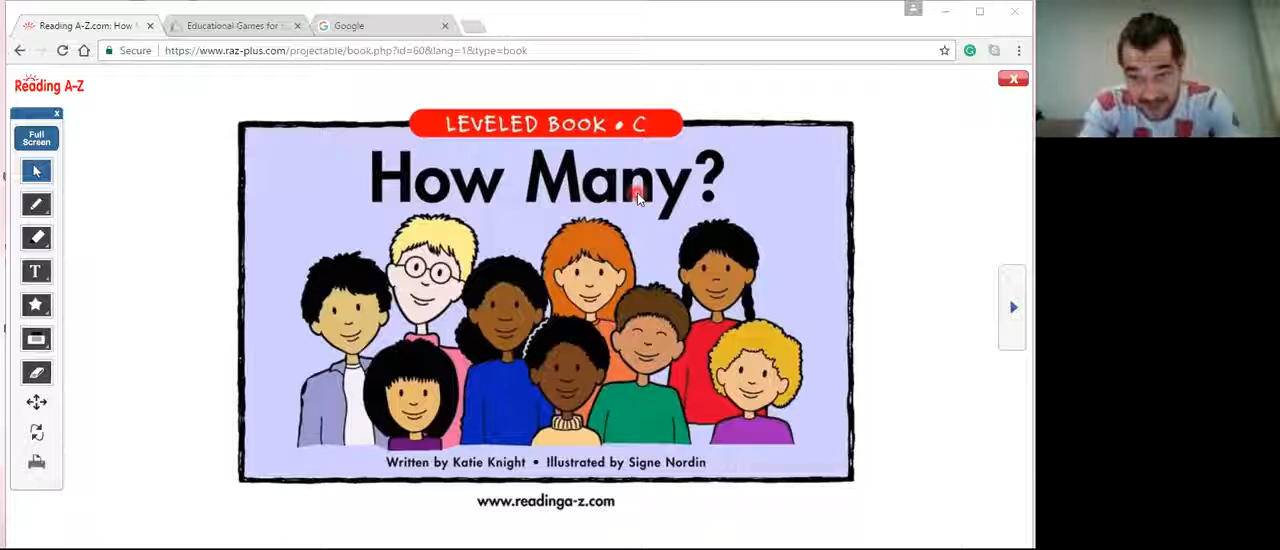 Reading A-Z.com: How M
Educational Games for
Google
Secure
https://www.raz-plus.com/projectable/book.php?id=60&lang=1&type=book
Reading A-Z
X
x
Full
Screen
T
LEVELED BOOK • C
How Many?
Written by Katie Knight • Illustrated by Signe Nordin
www.readinga-z.com